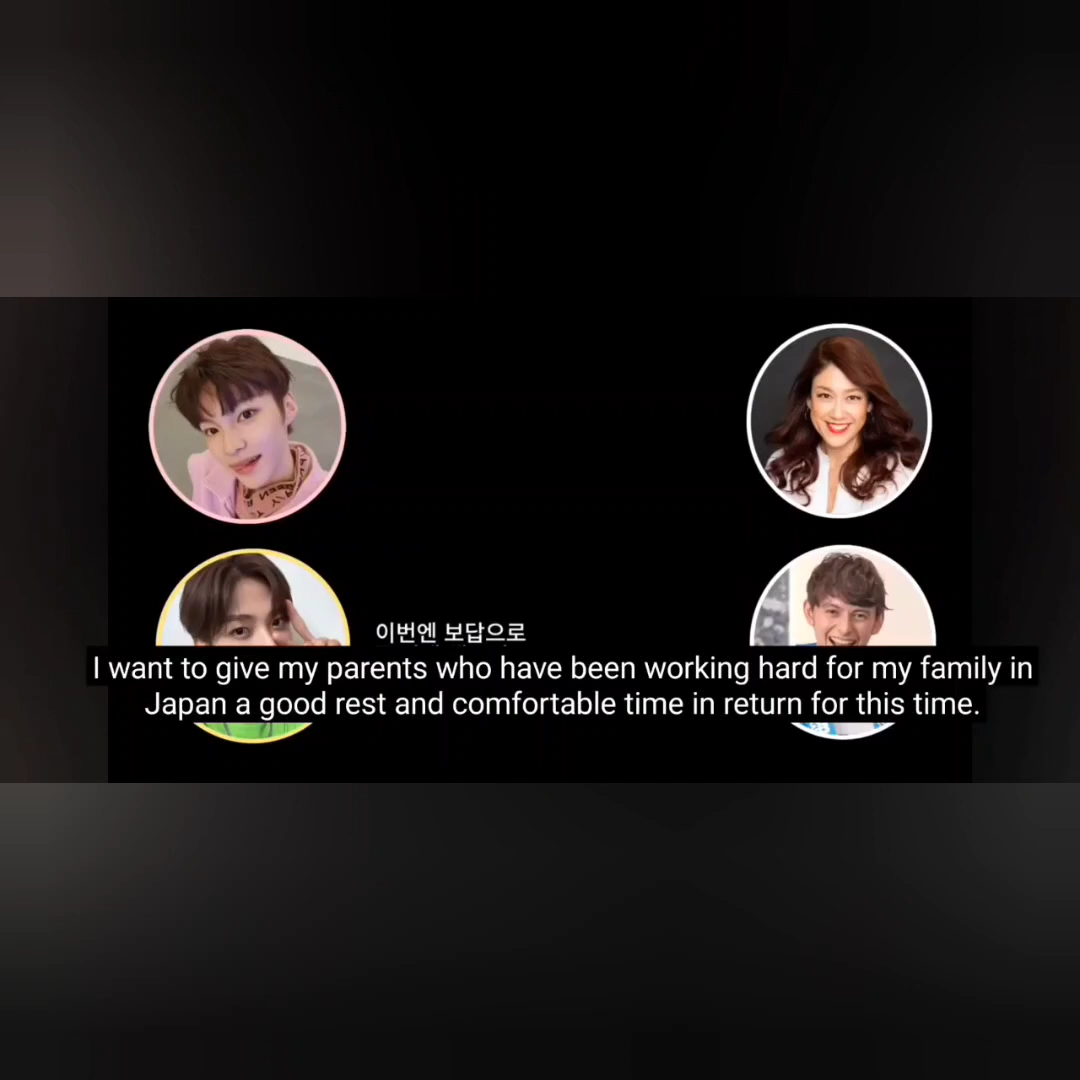 이번엔 보답으로
I want to give my parents who have been working hard for my family in
Japan a good rest and comfortable time in return for this time.